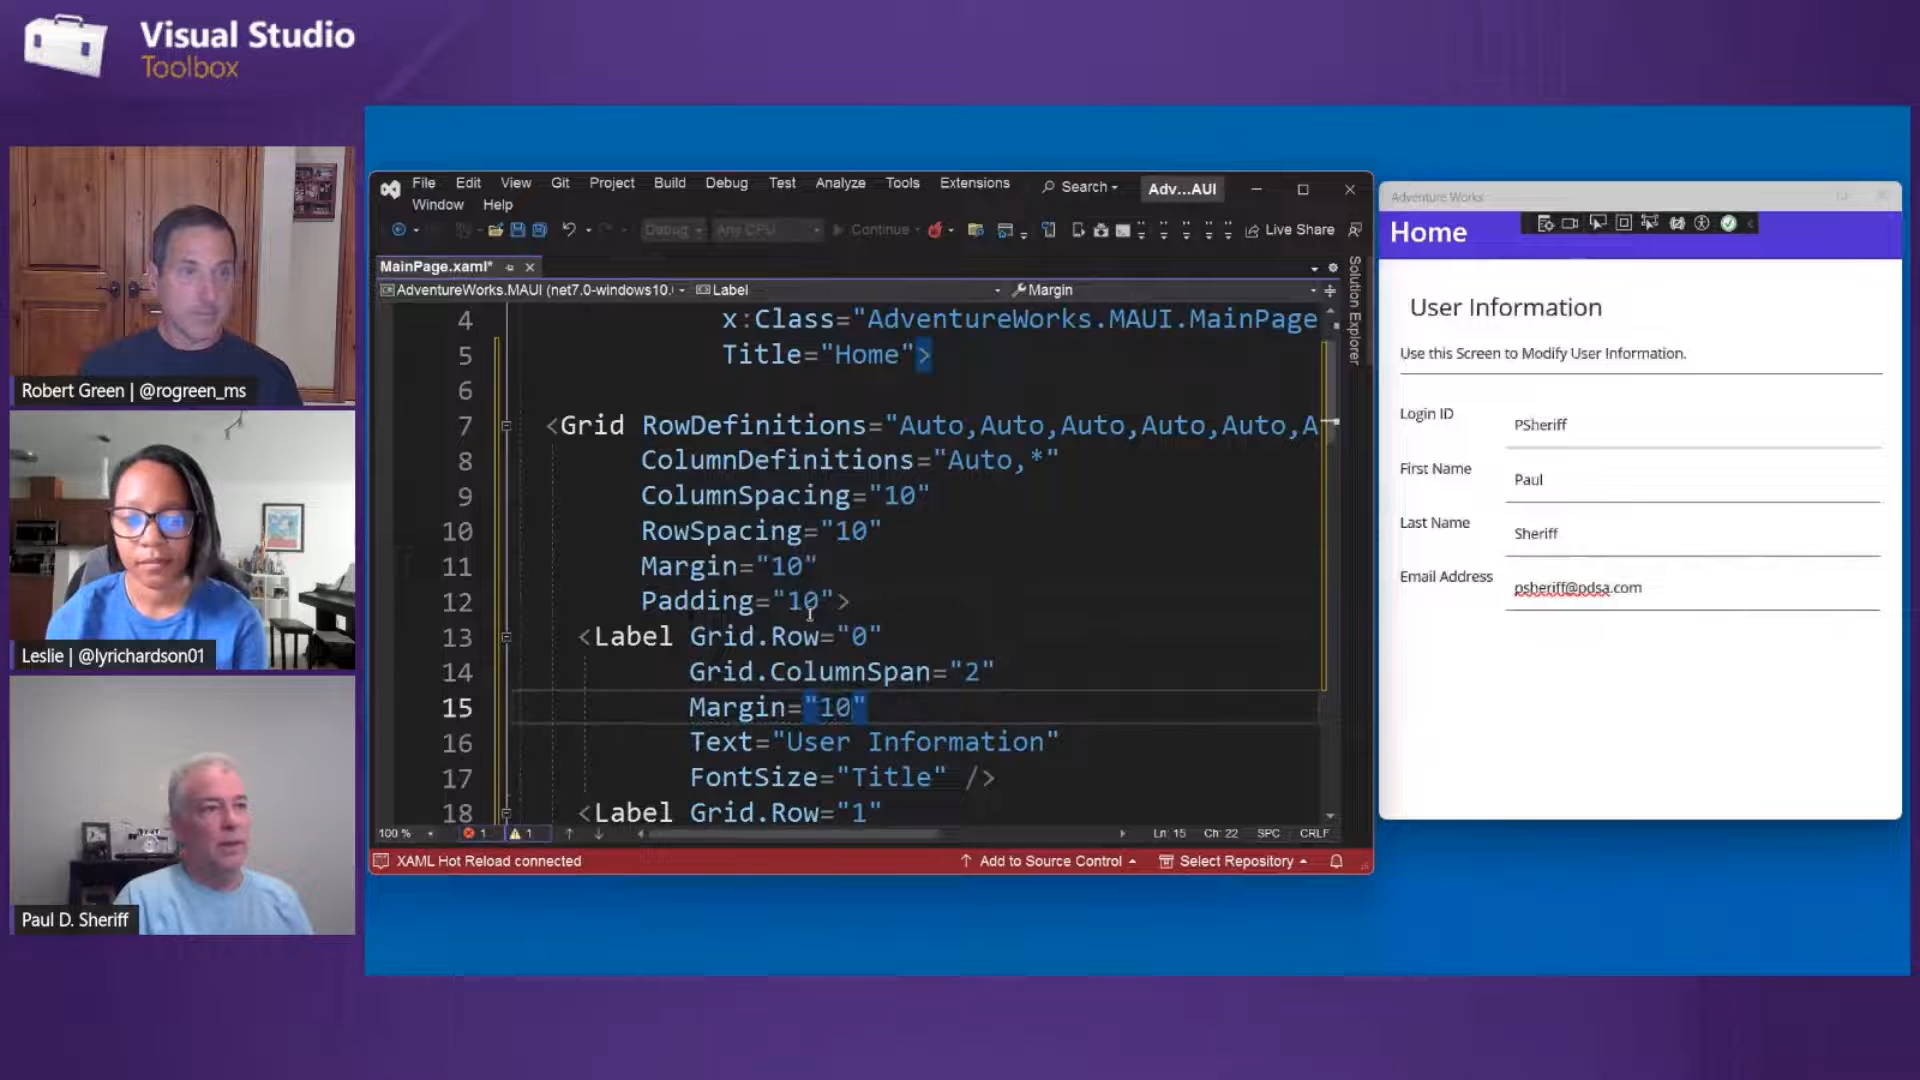 Visual Studio
Toolbox
Robert Green | @rogreen_ms
Leslie | @lyrichardson01
Paul D. Sheriff
File Edit View Git Project Build Debug Test Analyze Tools Extensions Search Adv...AUI
Window Help
Debug Any CPU Continue Live Share
MainPage.xaml*
AdventureWorks.MAUI (net7.0-windows10. Label Margin
Solution Explorer
4 x:Class="AdventureWorks.MAUI.MainPage
5 Title="Home">
6
7 <Grid RowDefinitions="Auto,Auto,Auto,Auto,Auto,A
8 ColumnDefinitions="Auto,*"
9 ColumnSpacing="10"
10 RowSpacing="10"
11 Margin="10"
12 Padding="10">
13 <Label Grid.Row="0"
14 Grid.ColumnSpan="2"
15 Margin="10"
16 Text="User Information"
17 FontSize="Title" />
18 <Label Grid.Row="1"
100 % 1 1 Ln: 15 Ch: 22 SPC CRLF
XAML Hot Reload connected Add to Source Control Select Repository
Adventure Works
Home
User Information
Use this Screen to Modify User Information.
Login ID PSheriff
First Name Paul
Last Name Sheriff
Email Address psheriff@pdsa.com